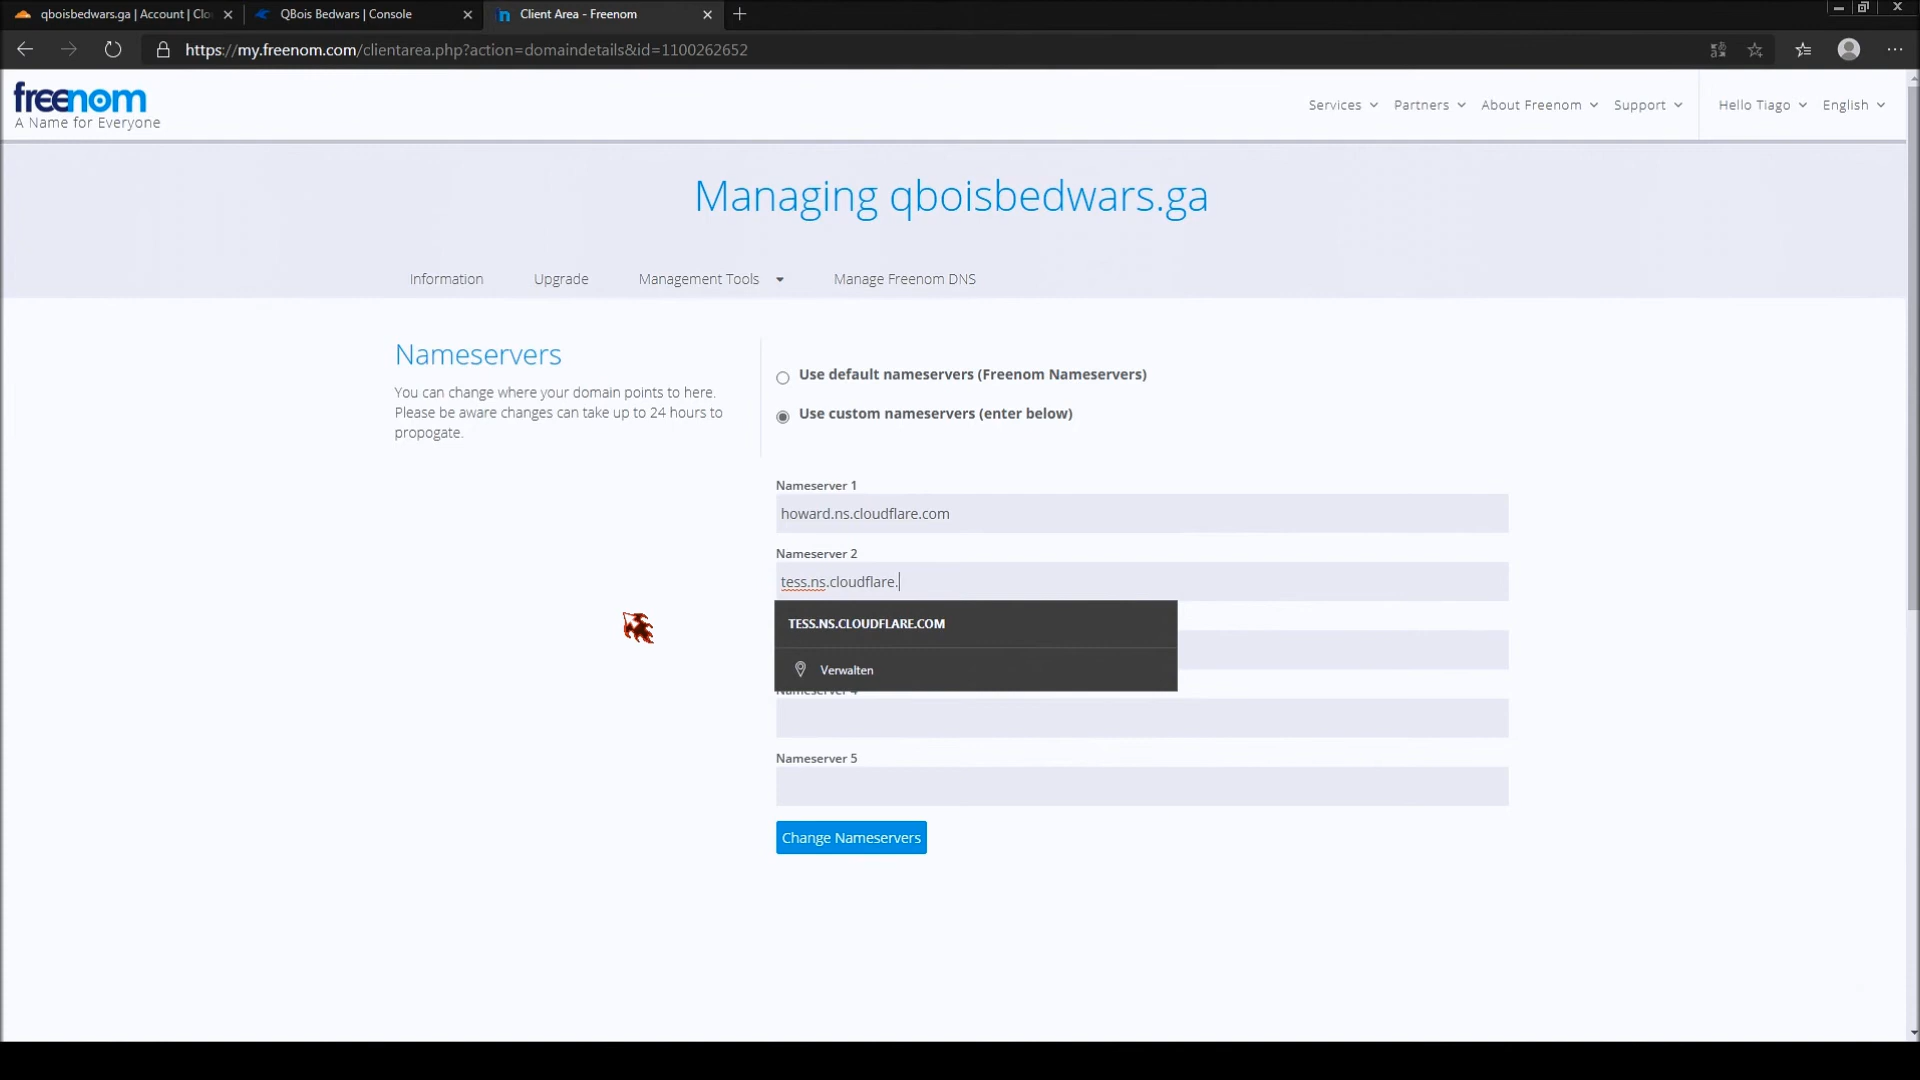 qboisbedwars.ga | Account | Clo
QBois Bedwars | Console
Client Area - Freenom
https://my.freenom.com/clientarea.php?action=domaindetails&id=1100262652
freenom
A Name for Everyone
Services
Partners
About Freenom
Support
Hello Tiago
English
Managing qboisbedwars.ga
Information
Upgrade
Management Tools
Manage Freenom DNS
Nameservers
You can change where your domain points to here.
Please be aware changes can take up to 24 hours to
propogate.
Use default nameservers (Freenom Nameservers)
Use custom nameservers (enter below)
Nameserver 1
howard.ns.cloudflare.com
Nameserver 2
tess.ns.cloudflare.
TESS.NS.CLOUDFLARE.COM
Verwalten
Nameserver 4
Nameserver 5
Change Nameservers